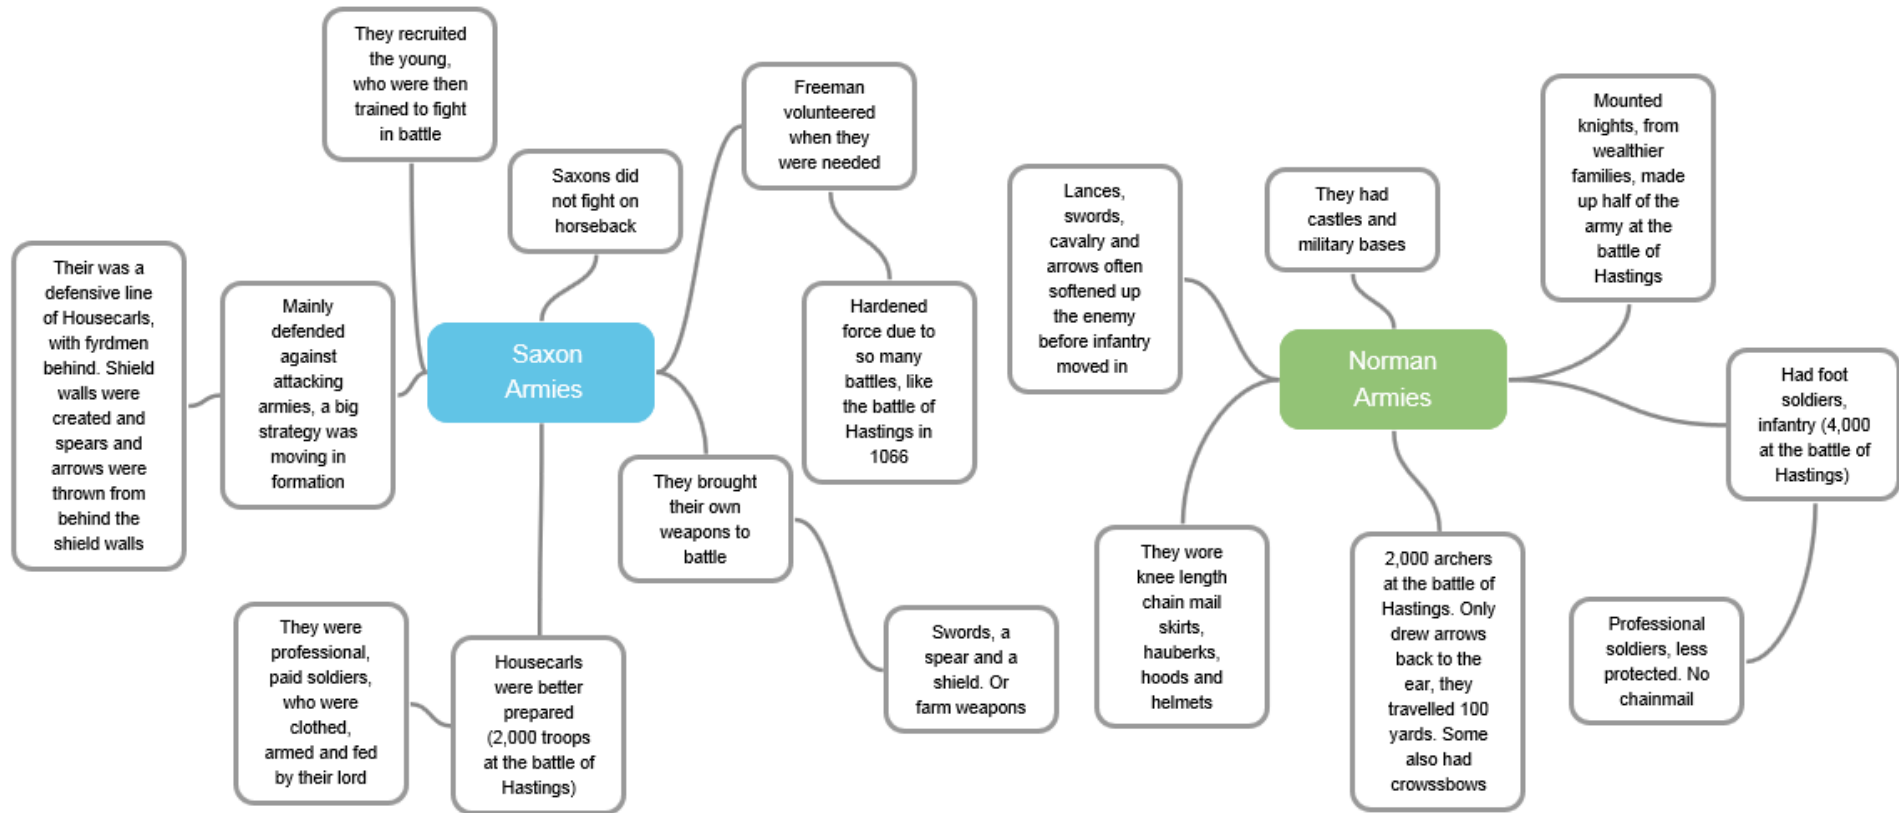 They recruited
the young,
who were then
trained to fight
in battle
Saxons did
not fight on
horseback
Freeman
volunteered
when they
were needed
Their was a
defensive line
of Housecarls,
with fyrdmen
behind. Shield
walls were
created and
spears and
arrows were
thrown from
behind the
shield walls
Mainly
defended
against
attacking
armies, a big
strategy was
moving in
formation
Saxon
Armies
Hardened
force due to
so many
battles, like
the battle of
Hastings in
1066
They brought
their own
weapons to
battle
Swords, a
spear and a
shield. Or
farm weapons
They were
professional,
paid soldiers,
who were
clothed,
armed and fed
by their lord
Housecarls
were better
prepared
(2,000 troops
at the battle of
Hastings)
Lances,
swords,
cavalry and
arrows often
softened up
the enemy
before infantry
moved in
They had
castles and
military bases
Mounted
knights, from
wealthier
families, made
up half of the
army at the
battle of
Hastings
Norman
Armies
Had foot
soldiers,
infantry (4,000
at the battle of
Hastings)
They wore
knee length
chain mail
skirts,
hauberks,
hoods and
helmets
2,000 archers
at the battle of
Hastings. Only
drew arrows
back to the
ear, they
travelled 100
yards. Some
also had
crowssbows
Professional
soldiers, less
protected. No
chainmail